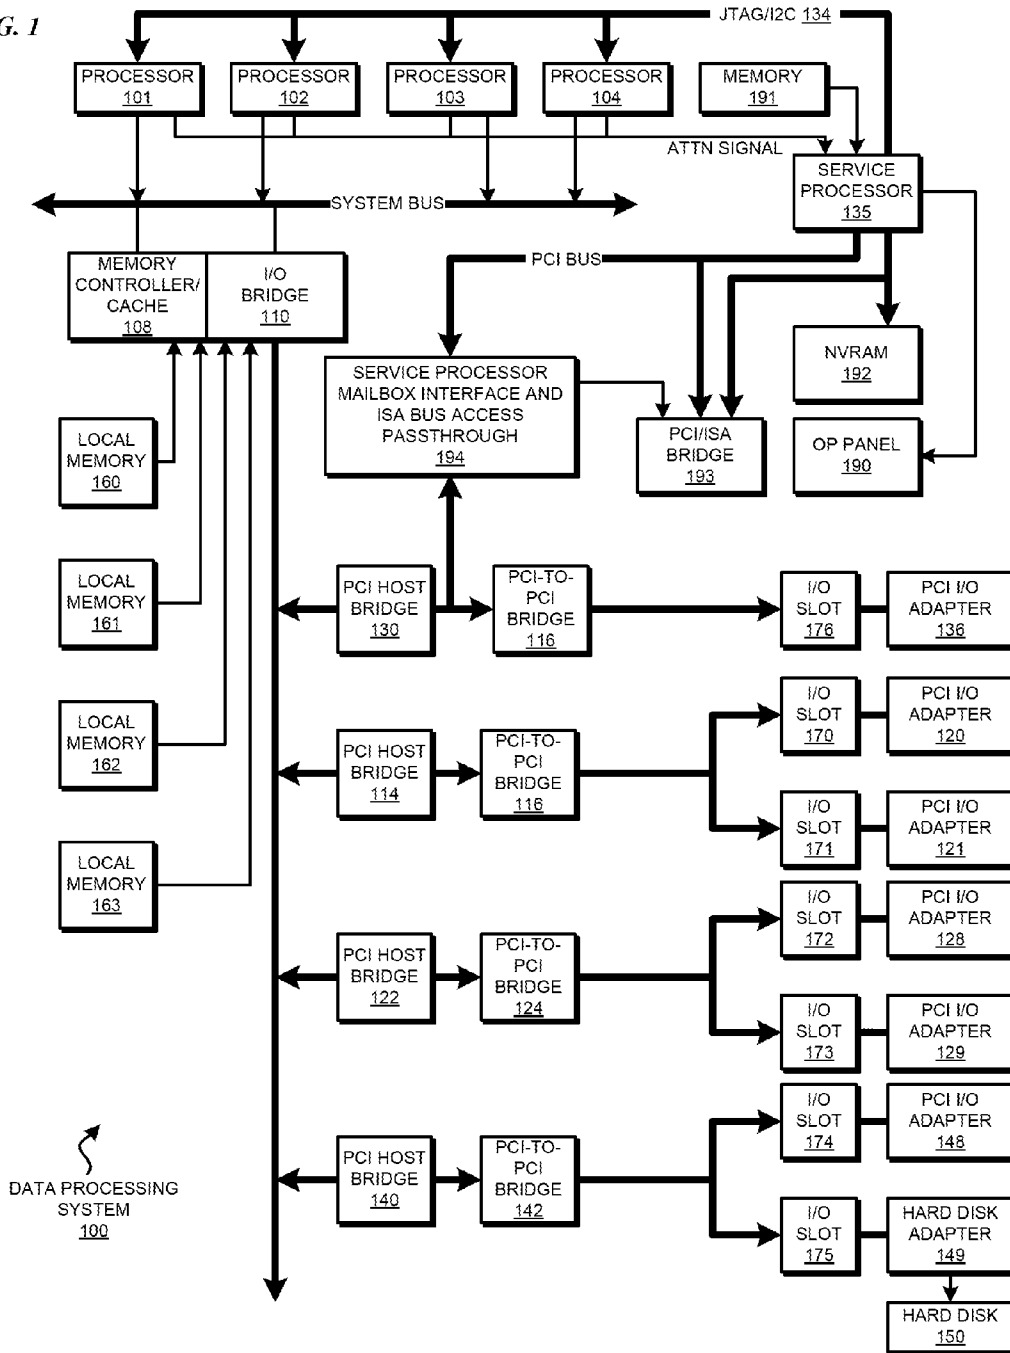 G. 1
JTAG/I2C 134
PROCESSOR
101
PROCESSOR
102
PROCESSOR
103
PROCESSOR
104
MEMORY
191
ATTN SIGNAL
SERVICE
PROCESSOR
135
SYSTEM BUS
MEMORY
CONTROLLER/
CACHE
108
I/O
BRIDGE
110
PCI BUS
NVRAM
192
SERVICE PROCESSOR
MAILBOX INTERFACE AND
ISA BUS ACCESS
PASSTHROUGH
194
PCI/ISA
BRIDGE
193
OP PANEL
190
LOCAL
MEMORY
160
LOCAL
MEMORY
161
LOCAL
MEMORY
162
LOCAL
MEMORY
163
PCI HOST
BRIDGE
130
PCI-TO-
PCI
BRIDGE
116
I/O
SLOT
176
PCI I/O
ADAPTER
136
PCI HOST
BRIDGE
114
PCI-TO-
PCI
BRIDGE
116
I/O
SLOT
170
PCI I/O
ADAPTER
120
I/O
SLOT
171
PCI I/O
ADAPTER
121
PCI HOST
BRIDGE
122
PCI-TO-
PCI
BRIDGE
124
I/O
SLOT
172
PCI I/O
ADAPTER
128
I/O
SLOT
173
PCI I/O
ADAPTER
129
PCI HOST
BRIDGE
140
PCI-TO-
PCI
BRIDGE
142
I/O
SLOT
174
PCI I/O
ADAPTER
148
I/O
SLOT
175
HARD DISK
ADAPTER
149
HARD DISK
150
DATA PROCESSING
SYSTEM
100